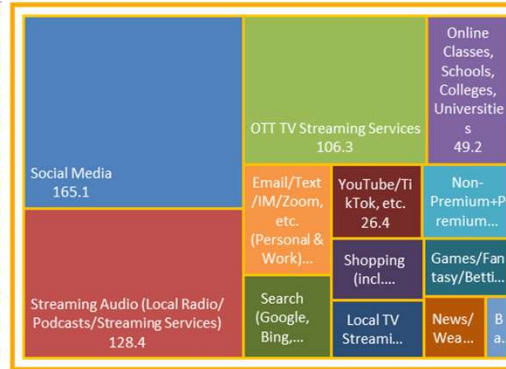 Social Media
165.1
Streaming Audio (Local Radio/
Podcasts/Streaming Services)
128.4
OTT TV Streaming Services
106.3
Online
Classes,
Schools,
Colleges,
Universitie
s
49.2
Email/Text
/IM/Zoom,
etc.
(Personal &
Work)...
YouTube/Ti
kTok, etc.
26.4
Non-
Premium+P
remium...
Search
(Google,
Bing,...
Shopping
(incl....
Games/Fan
tasy/Betti...
Local TV
Streami...
News/
Wea...
B
a...